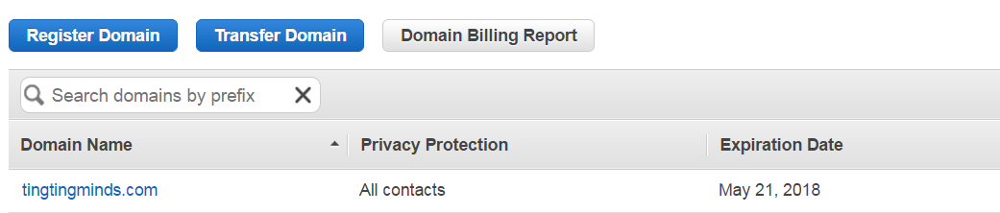 Register Domain Transfer Domain Domain Billing Report
Search domains by prefix
Domain Name Privacy Protection Expiration Date
tingtingminds.com All contacts May 21, 2018